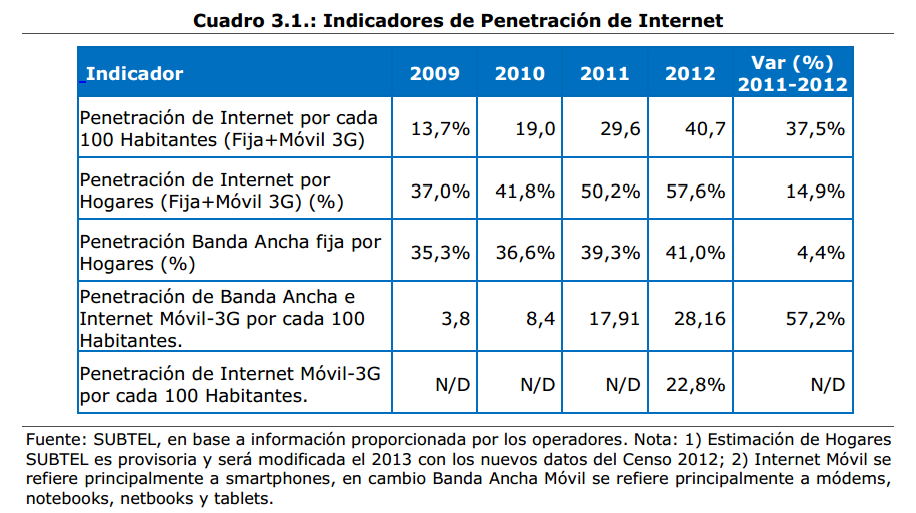 Cuadro 3.1.: Indicadores de Penetración de Internet
Indicador 2009 2010 2011 2012 Var (%) 2011-2012
Penetración de Internet por cada
100 Habitantes (Fija+Móvil 3G) 13,7% 19,0 29,6 40,7 37,5%
Penetración de Internet por
Hogares (Fija+Móvil 3G) (%) 37,0% 41,8% 50,2% 57,6% 14,9%
Penetración Banda Ancha fija por
Hogares (%) 35,3% 36,6% 39,3% 41,0% 4,4%
Penetración de Banda Ancha e
Internet Móvil-3G por cada 100
Habitantes. 3,8 8,4 17,91 28,16 57,2%
Penetración de Internet Móvil-3G
por cada 100 Habitantes. N/D N/D N/D 22,8% N/D
Fuente: SUBTEL, en base a información proporcionada por los operadores. Nota: 1) Estimación de Hogares
SUBTEL es provisoria y será modificada el 2013 con los nuevos datos del Censo 2012; 2) Internet Móvil se
refiere principalmente a smartphones, en cambio Banda Ancha Móvil se refiere principalmente a módems,
notebooks, netbooks y tablets.